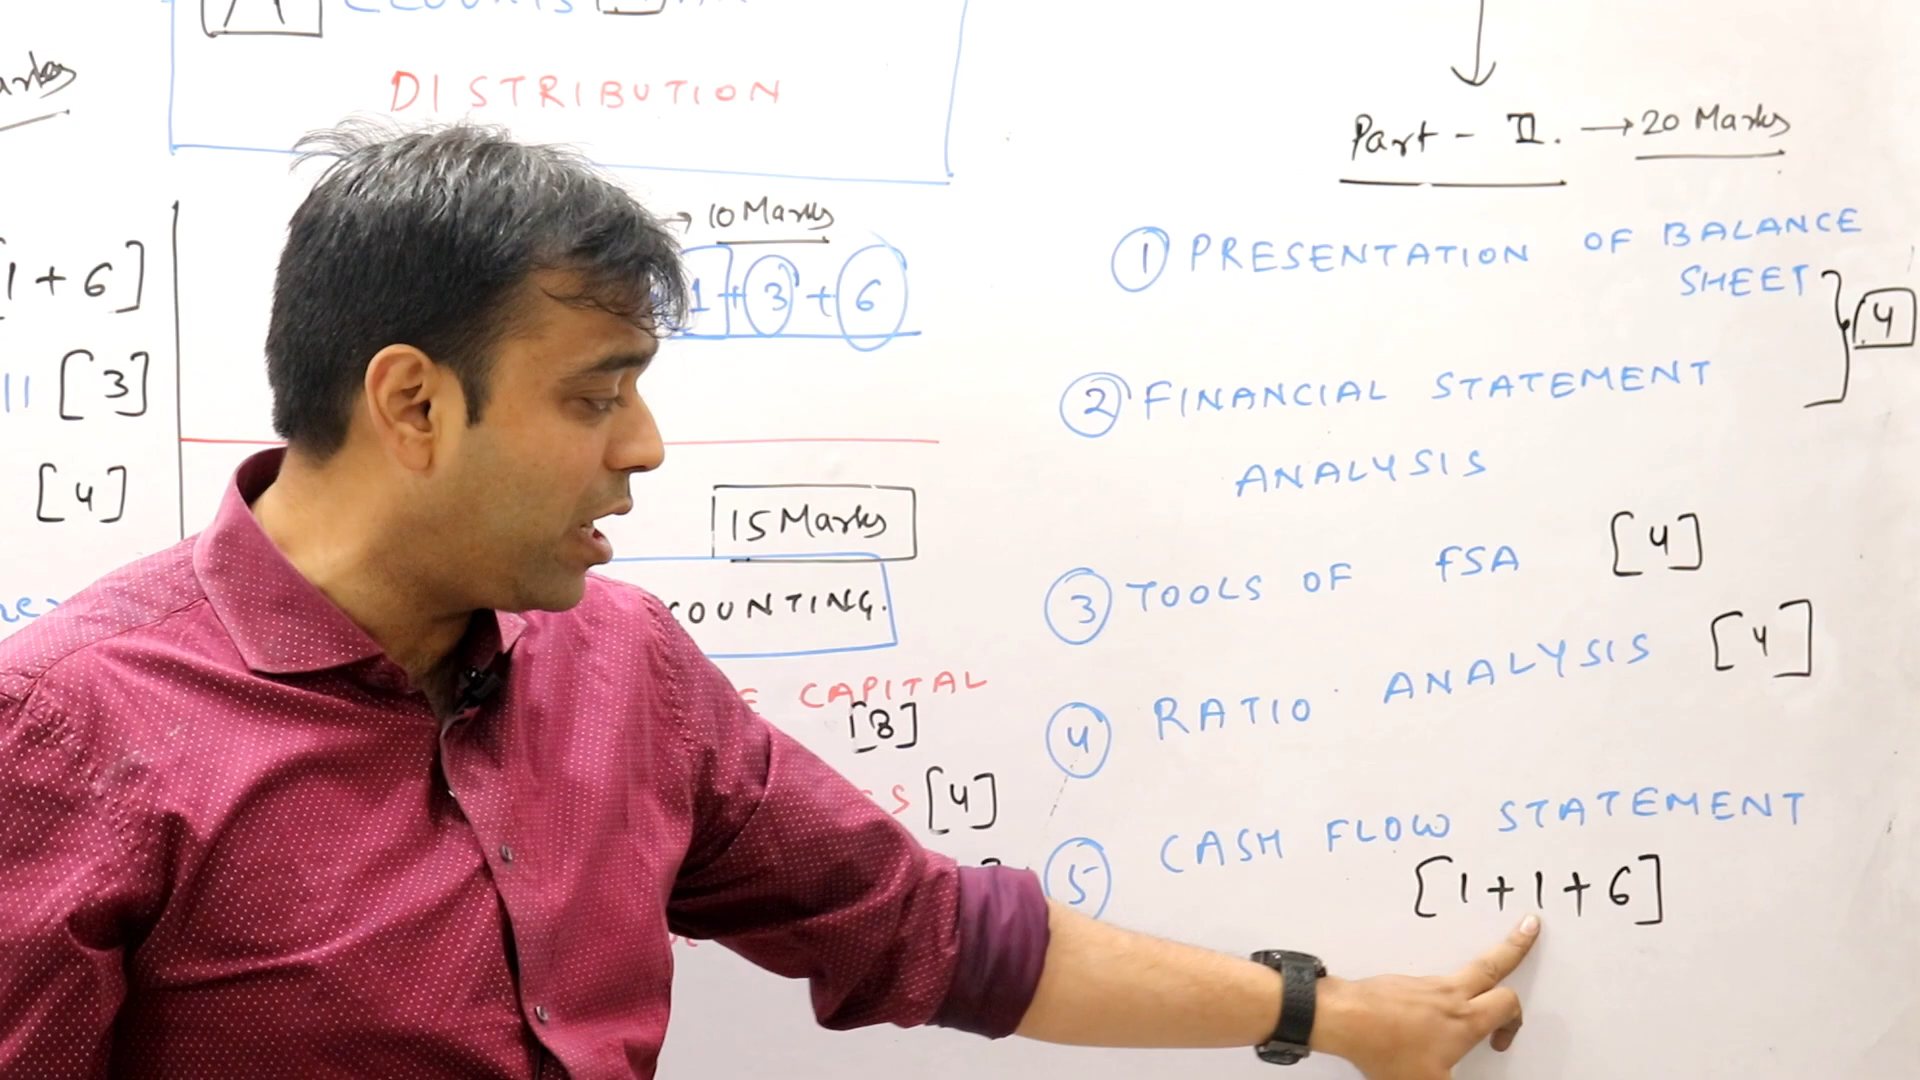 DISTRIBUTION
→ 10 Marks
1 + 3 + 6
1 + 6]
[3]
[4]
15 Marks
COUNTING.
CAPITAL
[8]
S [4]
Part - II. → 20 Marks
① PRESENTATION OF BALANCE
SHEET
4
② FINANCIAL STATEMENT
ANALYSIS
③ TOOLS OF FSA [4]
④ RATIO ANALYSIS [4]
⑤ CASH FLOW STATEMENT
[1+1+6]